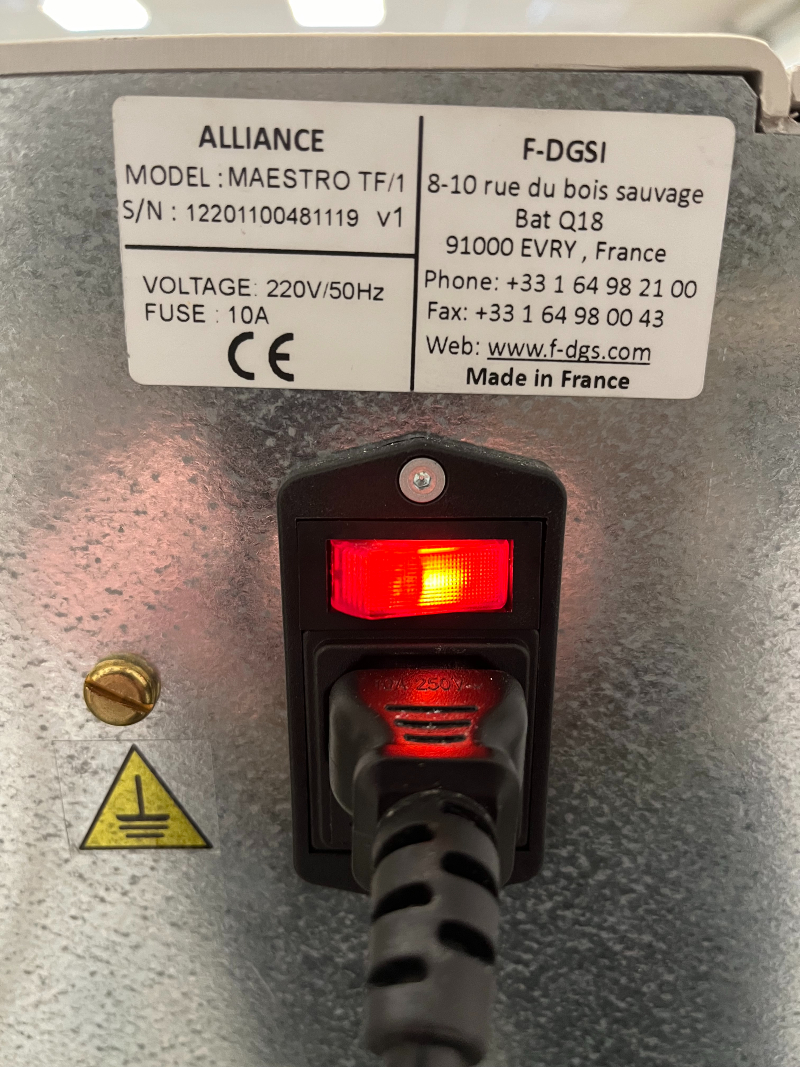 ALLIANCE
MODEL : MAESTRO TF/1
S/N : 12201100481119 v1
VOLTAGE: 220V/50Hz
FUSE : 10A
CE
F-DGSI
8-10 rue du bois sauvage
Bat Q18
91000 EVRY , France
Phone: +33 1 64 98 21 00
Fax: +33 1 64 98 00 43
Web: www.f-dgs.com
Made in France
250V